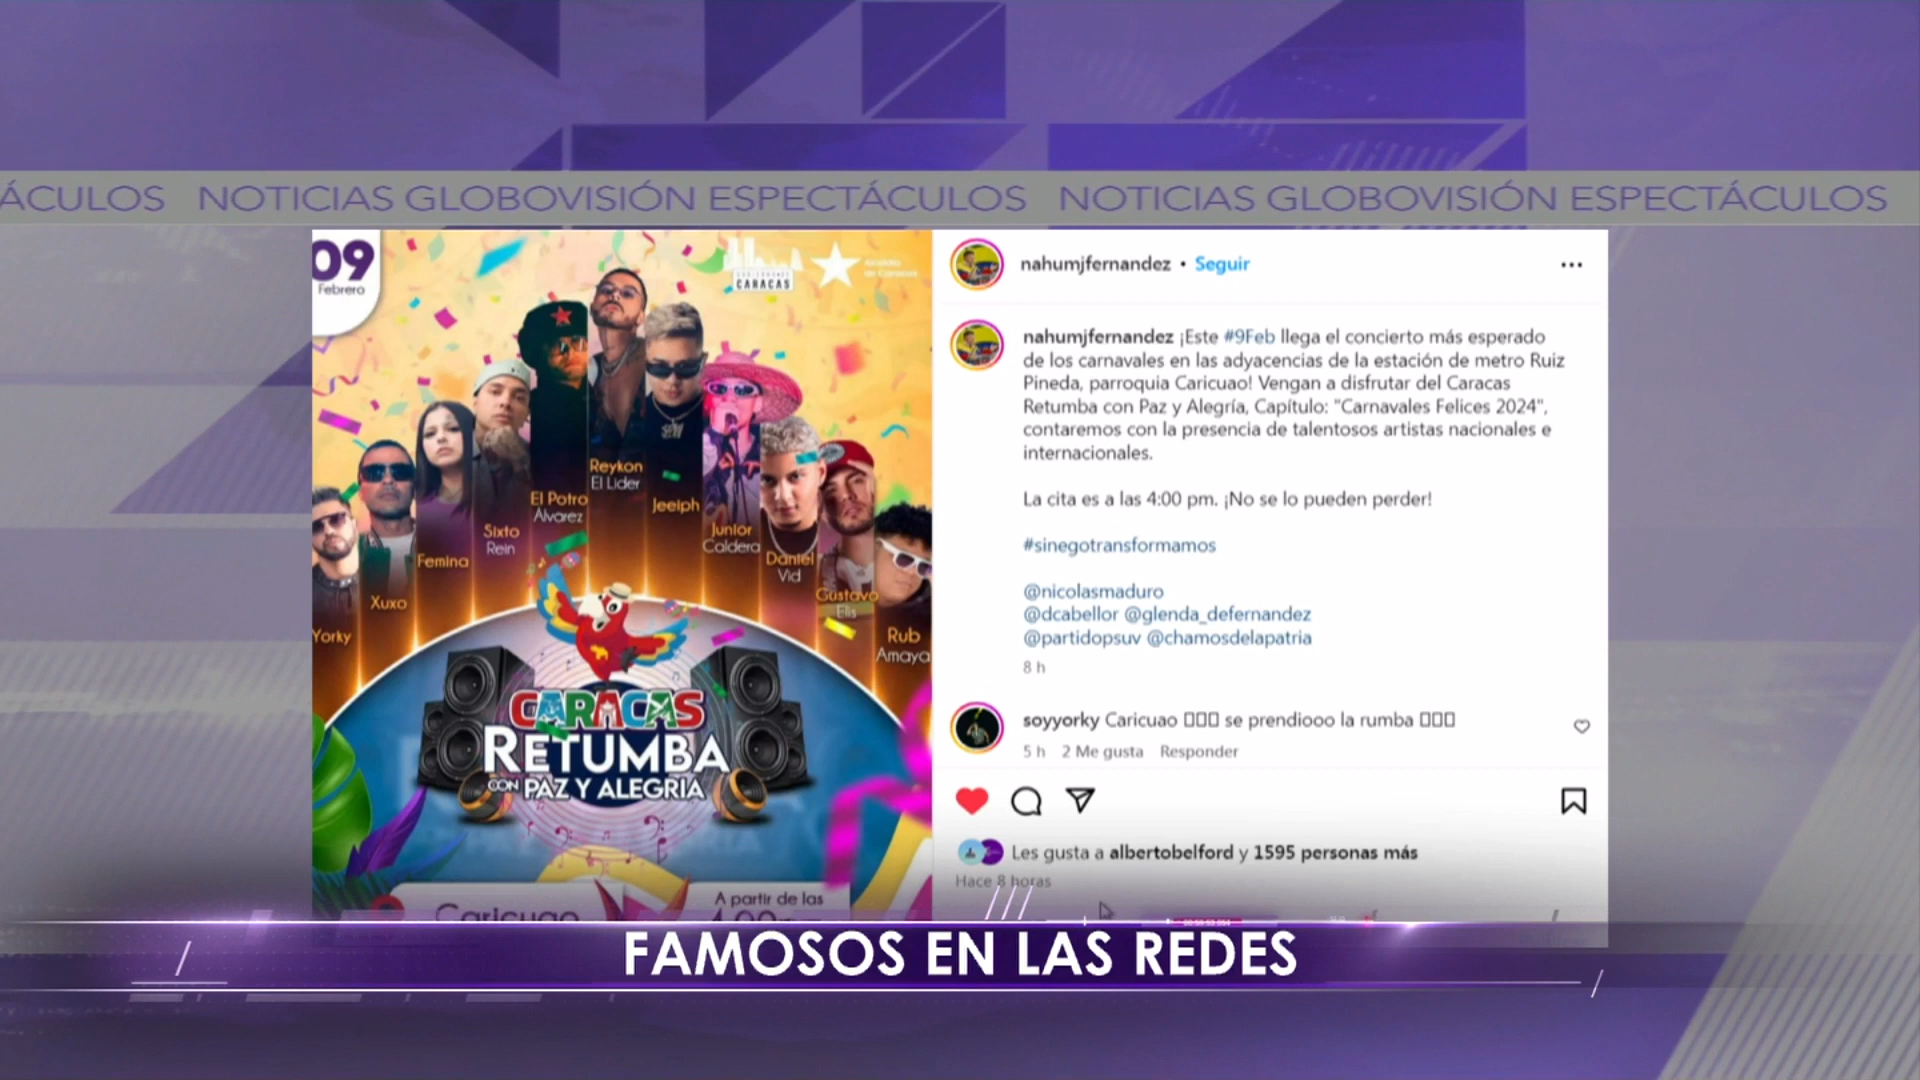 ÁCULOS NOTICIAS GLOBOVISIÓN ESPECTÁCULOS NOTICIAS GLOBOVISIÓN ESPECTÁCULOS
09
Febrero
CARACAS
Alcaldía
de Caracas
Reykon
El Lider
El Potro
Álvarez
Jeeiph
Sixto
Rein
Junior
Caldera
Femina
Daniel
Vid
Xuxo
Gustavo
Elis
Yorky
Rub
Amaya
CARACAS
RETUMBA
CON PAZ Y ALEGRÍA
Caricuao
A partir de las
nahumjfernandez • Seguir
nahumjfernandez ¡Este #9Feb llega el concierto más esperado
de los carnavales en las adyacencias de la estación de metro Ruiz
Pineda, parroquia Caricuao! Vengan a disfrutar del Caracas
Retumba con Paz y Alegría, Capítulo: "Carnavales Felices 2024",
contaremos con la presencia de talentosos artistas nacionales e
internacionales.
La cita es a las 4:00 pm. ¡No se lo pueden perder!
#sinegotransformamos
@nicolasmaduro
@dcabellor @glenda_defernandez
@partidopsuv @chamosdelapatria
8 h
soyyorky Caricuao se prendiooo la rumba
5 h 2 Me gusta Responder
Les gusta a albertobelford y 1595 personas más
Hace 8 horas
FAMOSOS EN LAS REDES